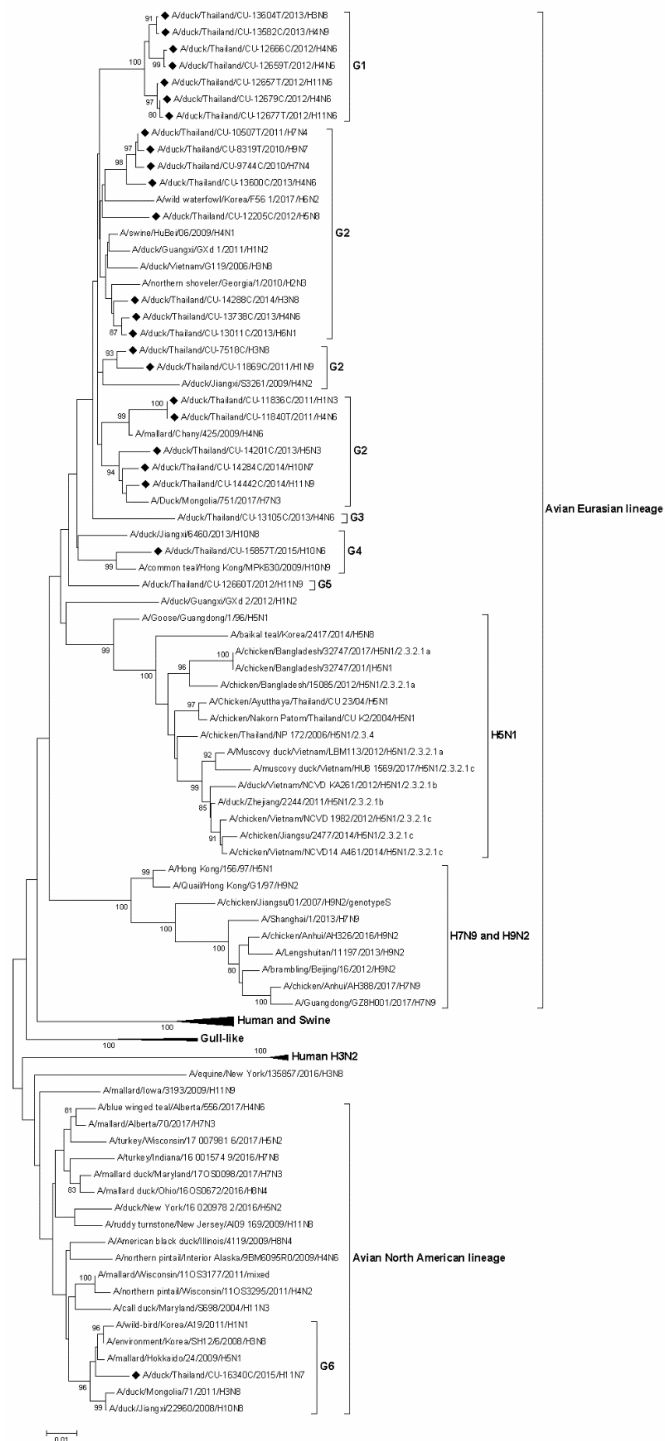 91
A/duck/Thailand/CU-13604T/2013/H3N8
A/duck/Thailand/CU-13582C/2013/H4N9
A/duck/Thailand/CU-12666C/2012/H4N6
99
A/duck/Thailand/CU-12659T/2012/H4N6
G1
100
A/duck/Thailand/CU-12657T/2012/H11N6
97
A/duck/Thailand/CU-12679C/2012/H4N6
80
A/duck/Thailand/CU-12677T/2012/H11N6
A/duck/Thailand/CU-10507T/2011/H7N4
97
A/duck/Thailand/CU-8319T/2010/H9N7
98
A/duck/Thailand/CU-9744C/2010/H7N4
A/duck/Thailand/CU-13600C/2013/H4N6
A/wild waterfowl/Korea/F56 1/2017/H6N2
A/duck/Thailand/CU-12205C/2012/H5N8
G2
A/swine/HuBei/06/2009/H4N1
A/duck/Guangxi/GXd 1/2011/H1N2
A/duck/Vietnam/G119/2006/H3N8
A/northern shoveler/Georgia/1/2010/H2N3
A/duck/Thailand/CU-14288C/2014/H3N8
A/duck/Thailand/CU-13738C/2013/H4N6
87
A/duck/Thailand/CU-13011C/2013/H6N1
93
A/duck/Thailand/CU-7518C/H3N8
A/duck/Thailand/CU-11869C/2011/H1N9
G2
A/duck/Jiangxi/S3261/2009/H4N2
100
A/duck/Thailand/CU-11836C/2011/H1N3
99
A/duck/Thailand/CU-11840T/2011/H4N6
A/mallard/Chany/425/2009/H4N6
G2
A/duck/Thailand/CU-14201C/2013/H5N3
94
A/duck/Thailand/CU-14284C/2014/H10N7
A/duck/Thailand/CU-14442C/2014/H11N9
A/Duck/Mongolia/751/2017/H7N3
Avian Eurasian lineage
A/duck/Thailand/CU-13105C/2013/H4N6
G3
A/duck/Jiangxi/6460/2013/H10N8
A/duck/Thailand/CU-15857T/2015/H10N6
G4
99
A/common teal/Hong Kong/MPK630/2009/H10N9
A/duck/Thailand/CU-12660T/2012/H11N9
G5
A/duck/Guangxi/GXd 2/2012/H1N2
A/Goose/Guangdong/1/96/H5N1
99
A/baikal teal/Korea/2417/2014/H5N8
100
A/chicken/Bangladesh/32747/2017/H5N1/2.3.2.1a
100
96
A/chicken/Bangladesh/32747/201/|H5N1
A/chicken/Bangladesh/15085/2012/H5N1/2.3.2.1a
97
A/Chicken/Ayutthaya/Thailand/CU 23/04/H5N1
A/chicken/Nakorn Patom/Thailand/CU K2/2004/H5N1
H5N1
A/chicken/Thailand/NP 172/2006/H5N1/2.3.4
92
A/Muscovy duck/Vietnam/LBM113/2012/H5N1/2.3.2.1a
A/muscovy duck/Vietnam/HU8 1569/2017/H5N1/2.3.2.1c
99
A/duck/Vietnam/NCVD KA261/2012/H5N1/2.3.2.1b
85
A/duck/Zhejiang/2244/2011/H5N1/2.3.2.1b
A/chicken/Vietnam/NCVD 1982/2012/H5N1/2.3.2.1c
91
A/chicken/Jiangsu/2477/2014/H5N1/2.3.2.1c
A/chicken/Vietnam/NCVD14 A461/2014/H5N1/2.3.2.1c
99
A/Hong Kong/156/97/H5N1
A/Quail/Hong Kong/G1/97/H9N2
100
A/chicken/Jiangsu/01/2007/H9N2/genotypeS
100
A/Shanghai/1/2013/H7N9
100
A/chicken/Anhui/AH326/2016/H9N2
H7N9 and H9N2
A/Lengshuitan/11197/2013/H9N2
80
A/brambling/Beijing/16/2012/H9N2
A/chicken/Anhui/AH388/2017/H7N9
100
A/Guangdong/GZ8H001/2017/H7N9
Human and Swine
100
Gull-like
100
100
Human H3N2
A/equine/New York/135857/2016/H3N8
A/mallard/Iowa/3193/2009/H11N9
81
A/blue winged teal/Alberta/556/2017/H4N6
A/mallard/Alberta/70/2017/H7N3
A/turkey/Wisconsin/17 007981 6/2017/H5N2
A/turkey/Indiana/16 001574 9/2016/H7N8
A/mallard duck/Maryland/17OS0098/2017/H7N3
83
A/mallard duck/Ohio/16OS0672/2016/H8N4
A/duck/New York/16 020978 2/2016/H5N2
A/ruddy turnstone/New Jersey/AI09 169/2009/H11N8
A/American black duck/Illinois/4119/2009/H8N4
A/northern pintail/Interior Alaska/9BM6095R0/2009/H4N6
Avian North American lineage
A/mallard/Wisconsin/11OS3177/2011/mixed
100
A/northern pintail/Wisconsin/11OS3295/2011/H4N2
A/call duck/Maryland/S698/2004/H11N3
A/wild-bird/Korea/A19/2011/H1N1
96
A/environment/Korea/SH12/6/2008/H3N8
A/mallard/Hokkaido/24/2009/H5N1
G6
A/duck/Thailand/CU-16340C/2015/H11N7
96
A/duck/Mongolia/71/2011/H3N8
99
A/duck/Jiangxi/22960/2008/H10N8
0.01